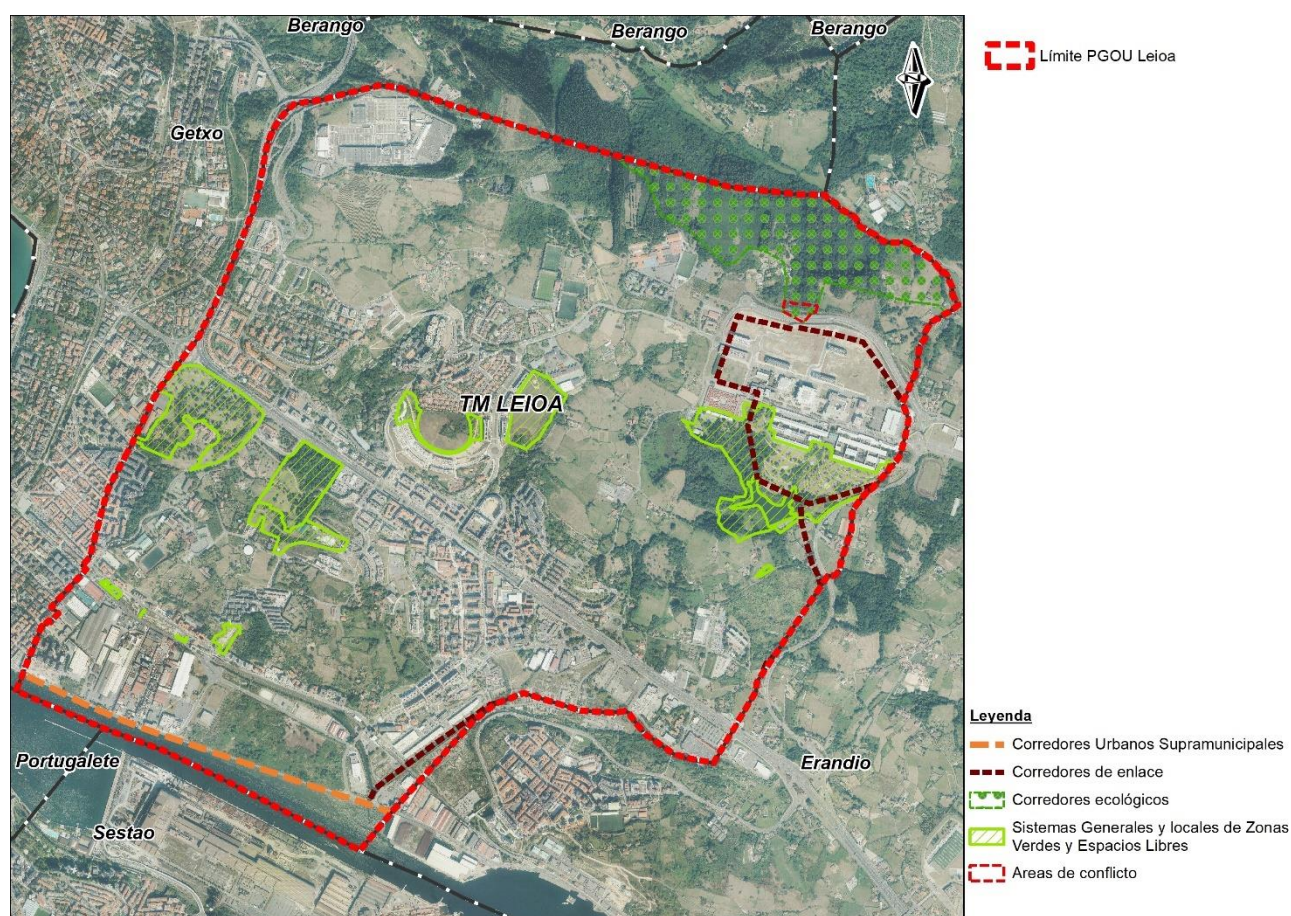 Berango
Berango
Berango
N
Límite PGOU Leioa
Getxo
TM LEIOA
Portugalete
Erandio
Sestao
Leyenda
Corredores Urbanos Supramunicipales
Corredores de enlace
Corredores ecológicos
Sistemas Generales y locales de Zonas
Verdes y Espacios Libres
Areas de conflicto